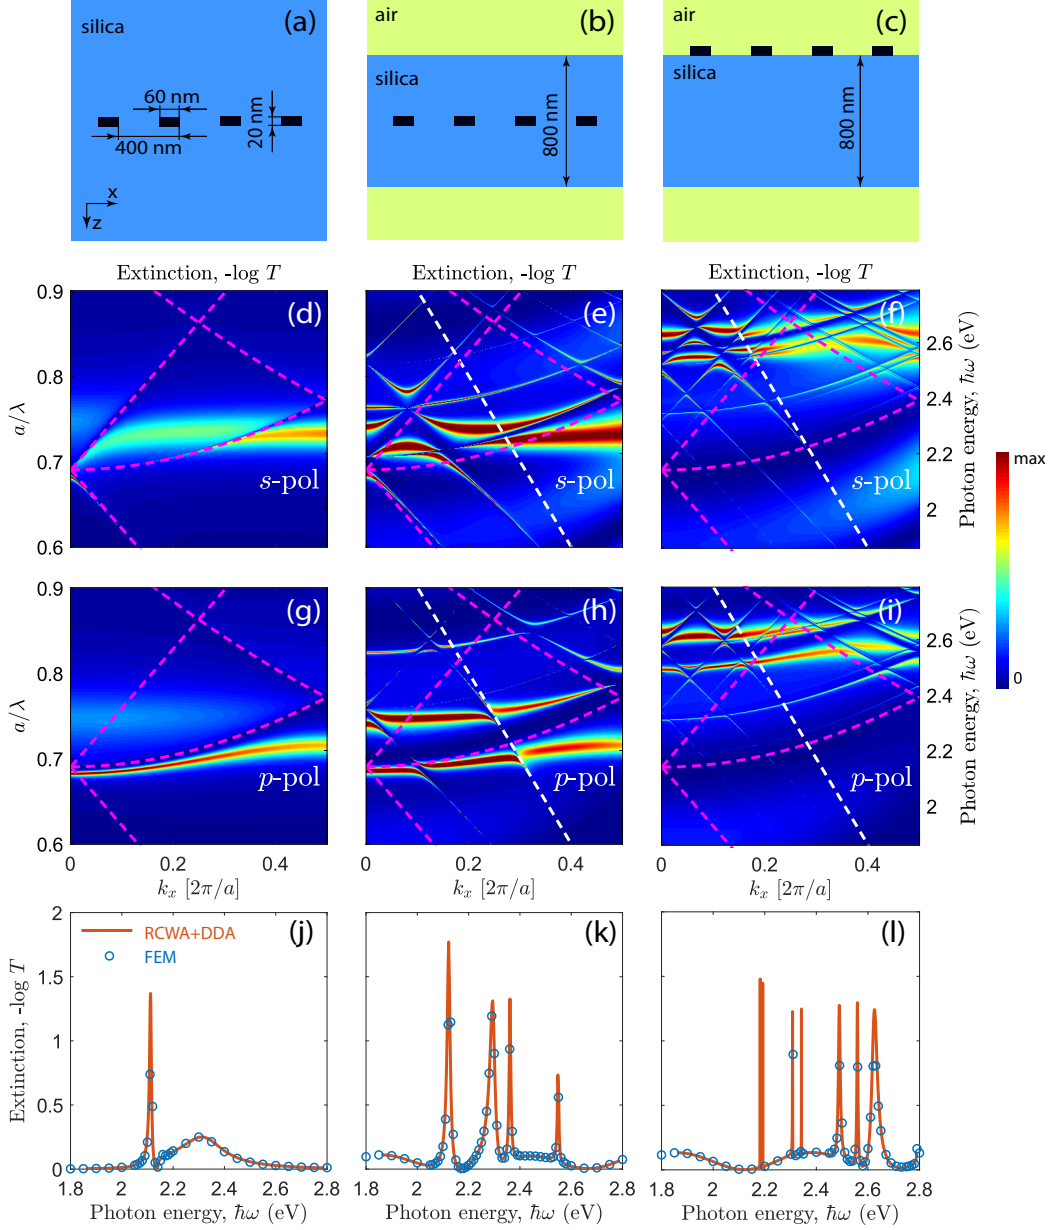 silica
(a)
60 nm
20 nm
400 nm
x
z
air
(b)
silica
800 nm
air
(c)
silica
800 nm
Extinction, -log T
Extinction, -log T
Extinction, -log T
0.9
0.8
0.7
0.6
a/λ
(d)
s-pol
(e)
s-pol
(f)
s-pol
2.6
2.4
2.2
2
Photon energy, ħω (eV)
max
0
0.9
0.8
0.7
0.6
a/λ
(g)
p-pol
(h)
p-pol
(i)
p-pol
2.6
2.4
2.2
2
Photon energy, ħω (eV)
0 0.2 0.4
0 0.2 0.4
0 0.2 0.4
kₓ [2π/a]
kₓ [2π/a]
kₓ [2π/a]
2
1.5
1
0.5
0
Extinction, -log T
(j)
RCWA+DDA
FEM
(k)
(l)
1.8 2 2.2 2.4 2.6 2.8
1.8 2 2.2 2.4 2.6 2.8
1.8 2 2.2 2.4 2.6 2.8
Photon energy, ħω (eV)
Photon energy, ħω (eV)
Photon energy, ħω (eV)